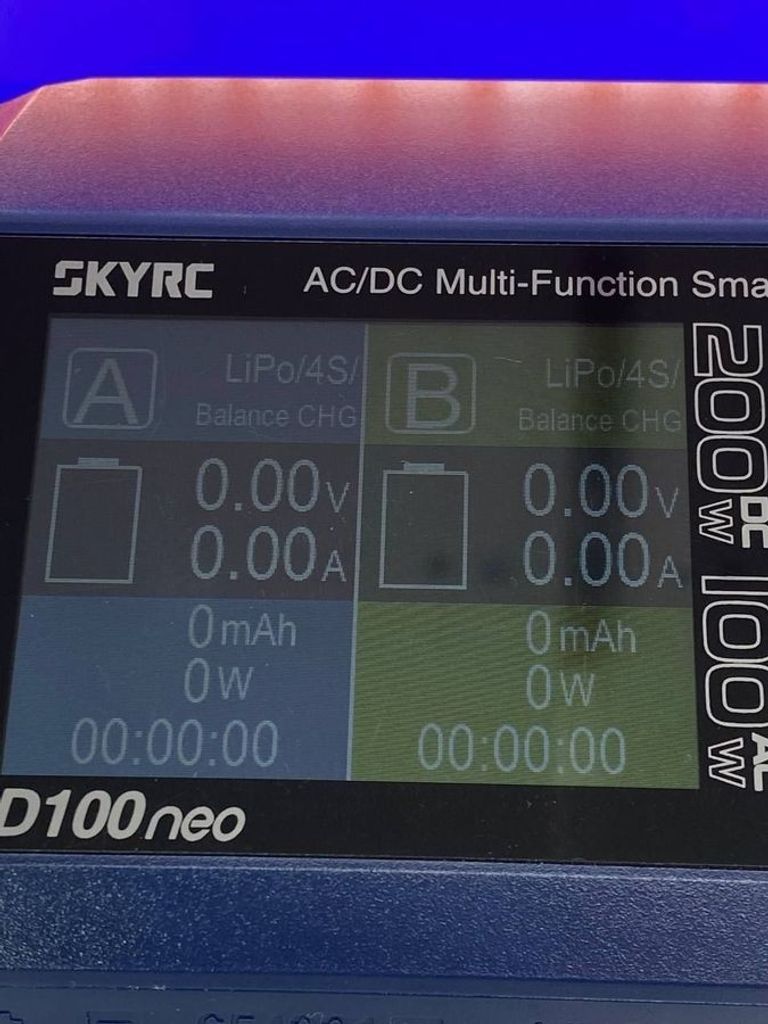 SKYRC
AC/DC Multi-Function Sma
A
LiPo/4S/
Balance CHG
0.00V
0.00A
0mAh
0W
00:00:00
B
LiPo/4S/
Balance CHG
0.00V
0.00A
0mAh
0W
00:00:00
200W DC
100W AC
D100neo